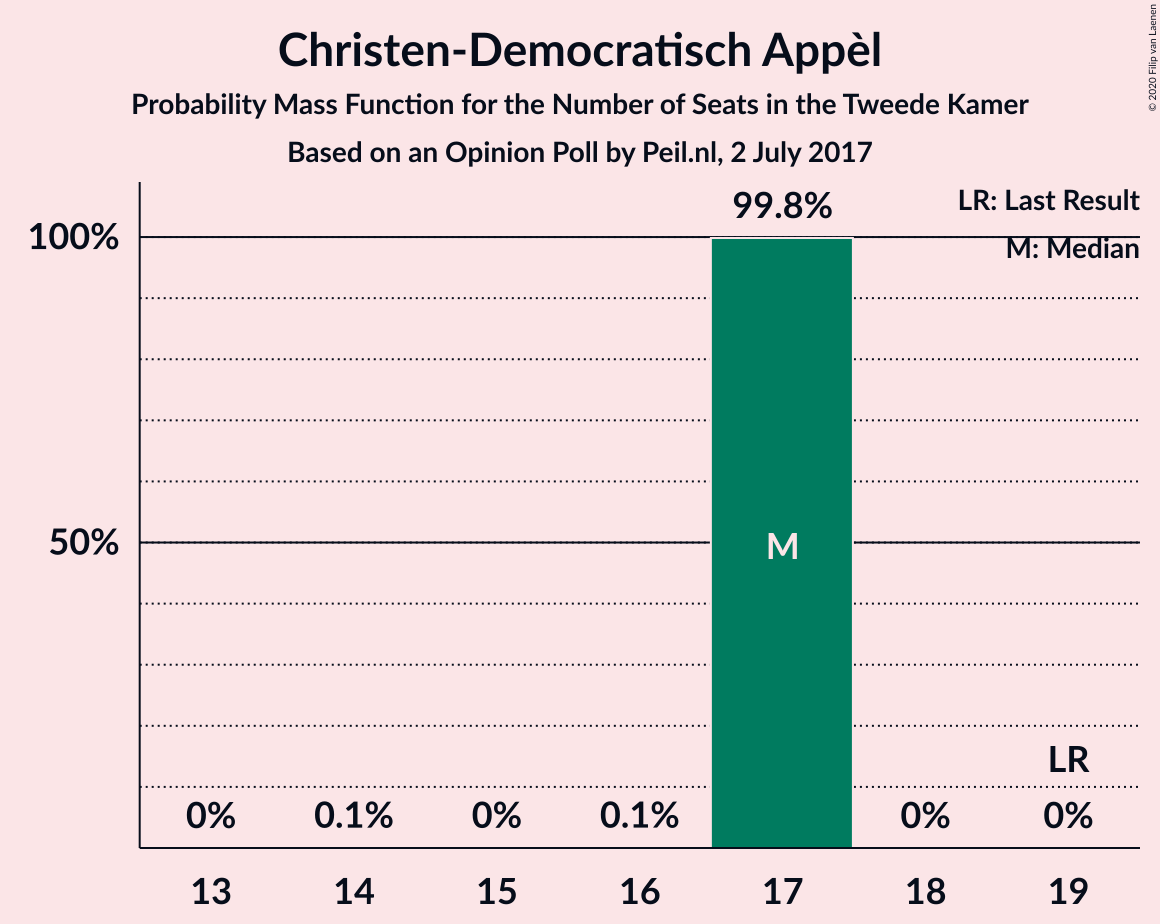 Christen-Democratisch Appèl
Probability Mass Function for the Number of Seats in the Tweede Kamer
Based on an Opinion Poll by Peil.nl, 2 July 2017
© 2020 Filip van Laenen
LR: Last Result
M: Median
99.8%
100%
50%
M
LR
0% 0.1% 0% 0.1% 0% 0%
13 14 15 16 17 18 19